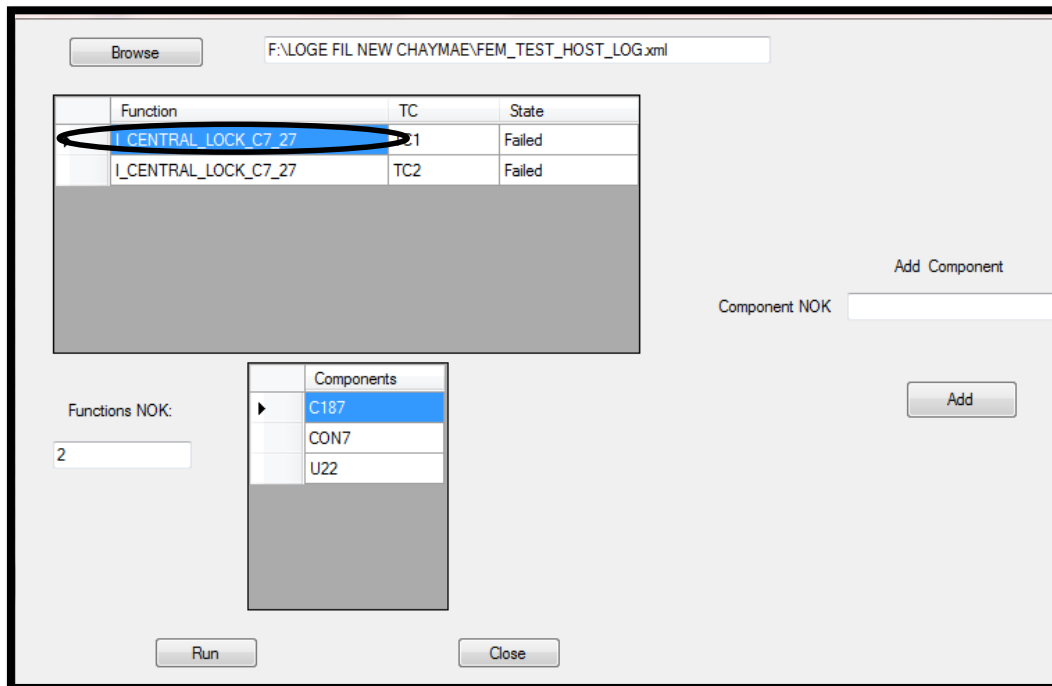 Browse F:\LOGE FIL NEW CHAYMAE\FEM_TEST_HOST_LOG.xml
Function TC State
I_CENTRAL_LOCK_C7_27 TC1 Failed
I_CENTRAL_LOCK_C7_27 TC2 Failed
Add Component
Component NOK
Components
Functions NOK: C187 Add
CON7
2 U22
Run Close